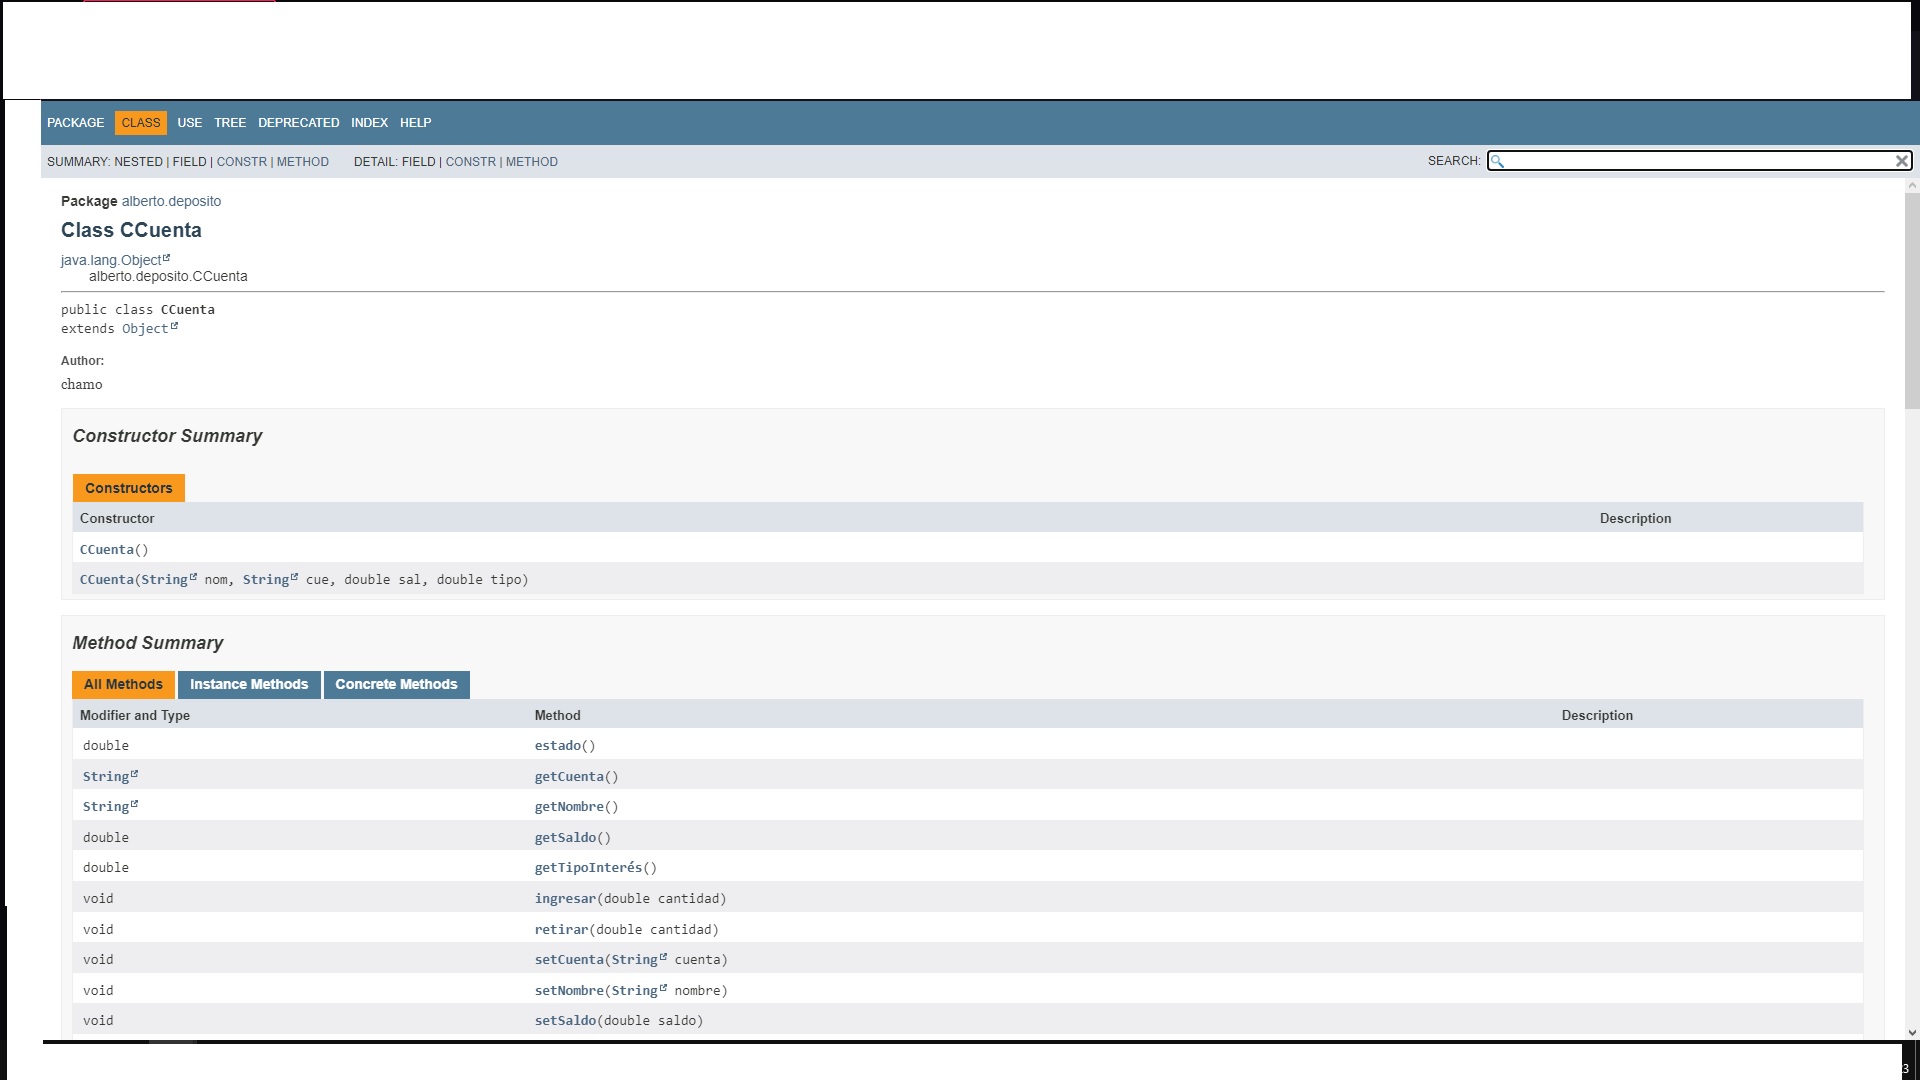 PACKAGE CLASS USE TREE DEPRECATED INDEX HELP
SUMMARY: NESTED | FIELD | CONSTR | METHOD DETAIL: FIELD | CONSTR | METHOD SEARCH:
Package alberto.deposito
Class CCuenta
java.lang.Object
alberto.deposito.CCuenta
public class CCuenta
extends Object
Author:
chamo
Constructor Summary
Constructors
Constructor Description
CCuenta()
CCuenta(String nom, String cue, double sal, double tipo)
Method Summary
All Methods Instance Methods Concrete Methods
Modifier and Type Method Description
double estado()
String getCuenta()
String getNombre()
double getSaldo()
double getTipoInterés()
void ingresar(double cantidad)
void retirar(double cantidad)
void setCuenta(String cuenta)
void setNombre(String nombre)
void setSaldo(double saldo)
3